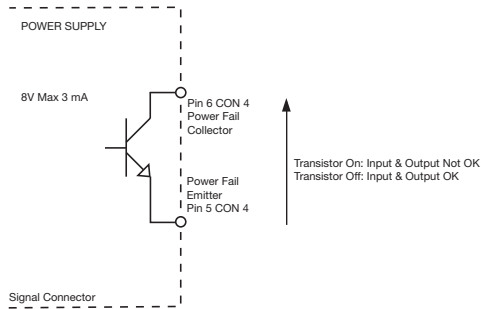 POWER SUPPLY
8V Max 3 mA
Pin 6 CON 4
Power Fail
Collector
Transistor On: Input & Output Not OK
Transistor Off: Input & Output OK
Power Fail
Emitter
Pin 5 CON 4
Signal Connector